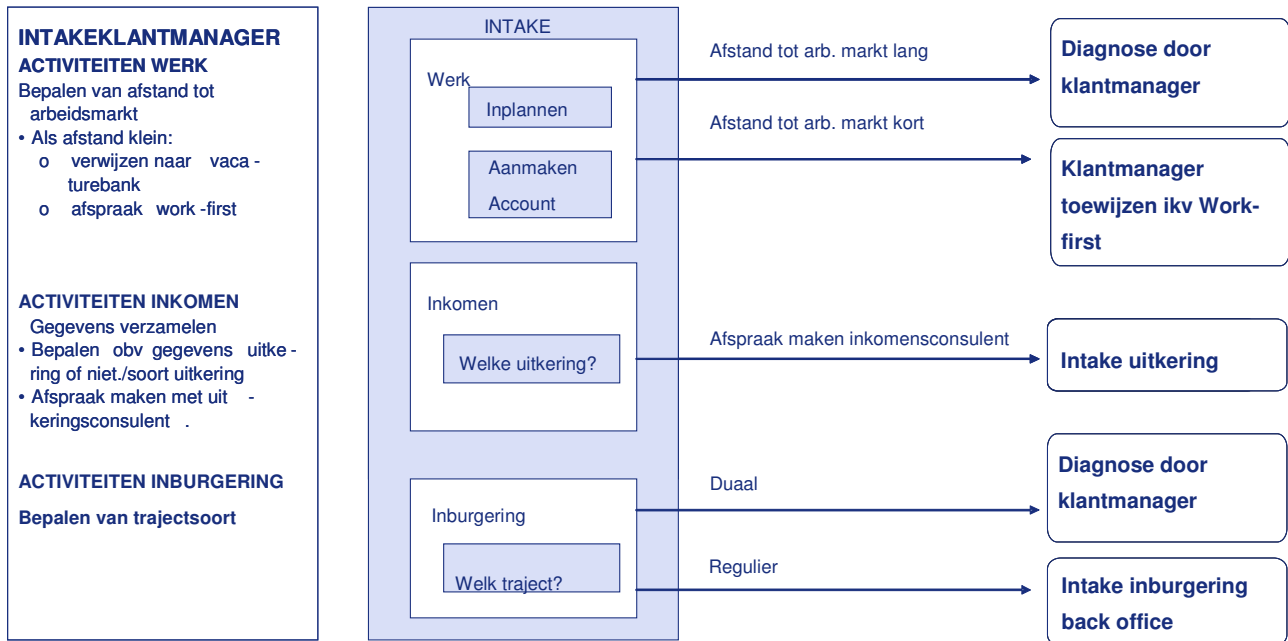 INTAKEKLANTMANAGER
ACTIVITEITEN WERK
Bepalen van afstand tot
arbeidsmarkt
• Als afstand klein:
o verwijzen naar vaca -
turebank
o afspraak work -first
ACTIVITEITEN INKOMEN
Gegevens verzamelen
• Bepalen obv gegevens uitke -
ring of niet./soort uitkering
• Afspraak maken met uit -
keringsconsulent .
ACTIVITEITEN INBURGERING
Bepalen van trajectsoort
INTAKE
Werk
Inplannen
Aanmaken
Account
Inkomen
Welke uitkering?
Inburgering
Welk traject?
Afstand tot arb. markt lang
Afstand tot arb. markt kort
Afspraak maken inkomensconsulent
Duaal
Regulier
Diagnose door
klantmanager
Klantmanager
toewijzen ikv Work-
first
Intake uitkering
Diagnose door
klantmanager
Intake inburgering
back office